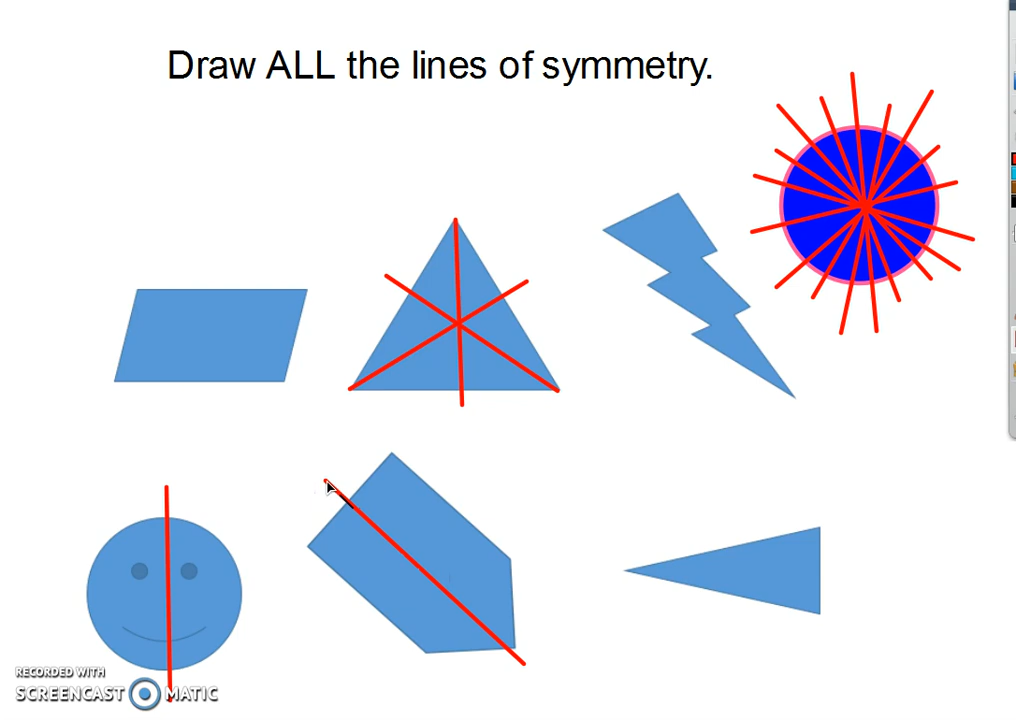 Draw ALL the lines of symmetry.
RECORDED WITH
SCREENCAST MATIC